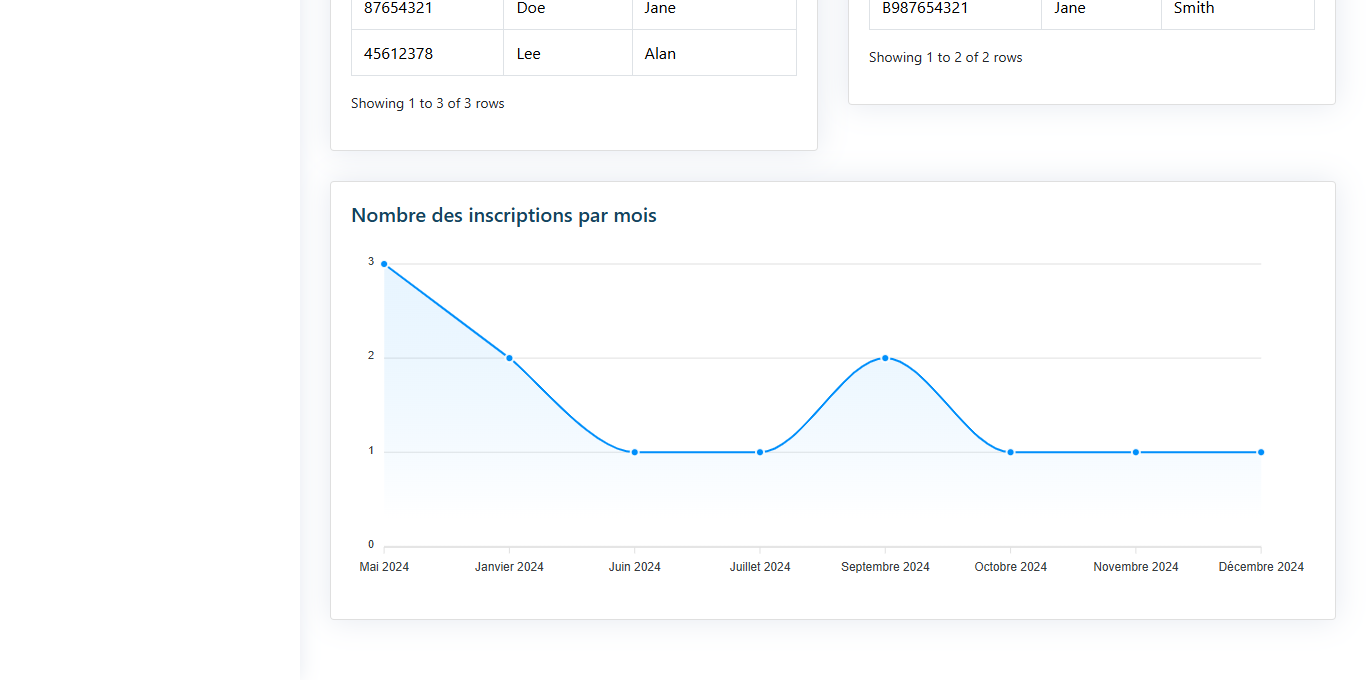 87654321 Doe Jane
45612378 Lee Alan
Showing 1 to 3 of 3 rows
B987654321 Jane Smith
Showing 1 to 2 of 2 rows
Nombre des inscriptions par mois
3
2
1
0
Mai 2024 Janvier 2024 Juin 2024 Juillet 2024 Septembre 2024 Octobre 2024 Novembre 2024 Décembre 2024